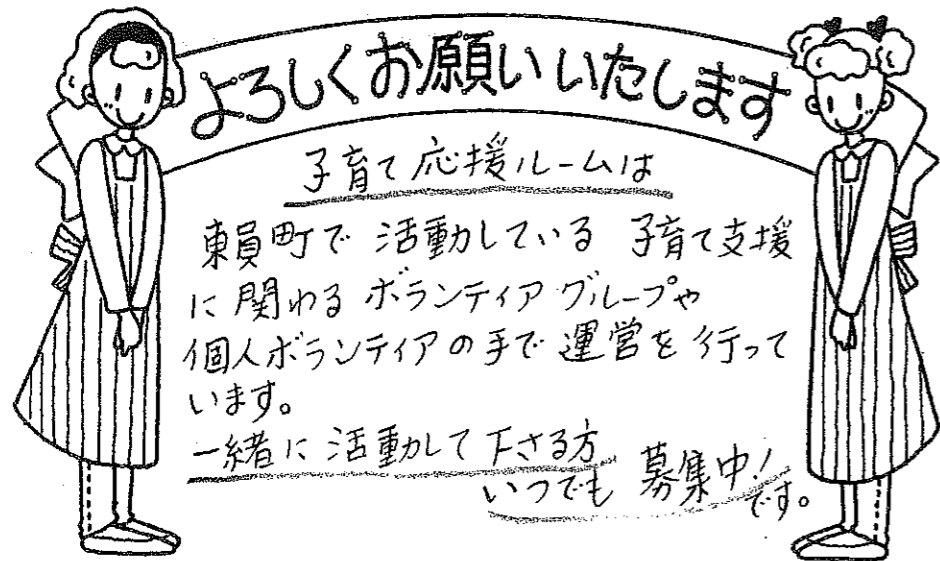 よろしくお願いいたします
子育て応援ルームは
東員町で 活動している 子育て支援
に関わる ボランティアグループや
個人ボランティアの手で 運営を 行って
います。
一緒に 活動して 下さる方
いつでも 募集中!です。